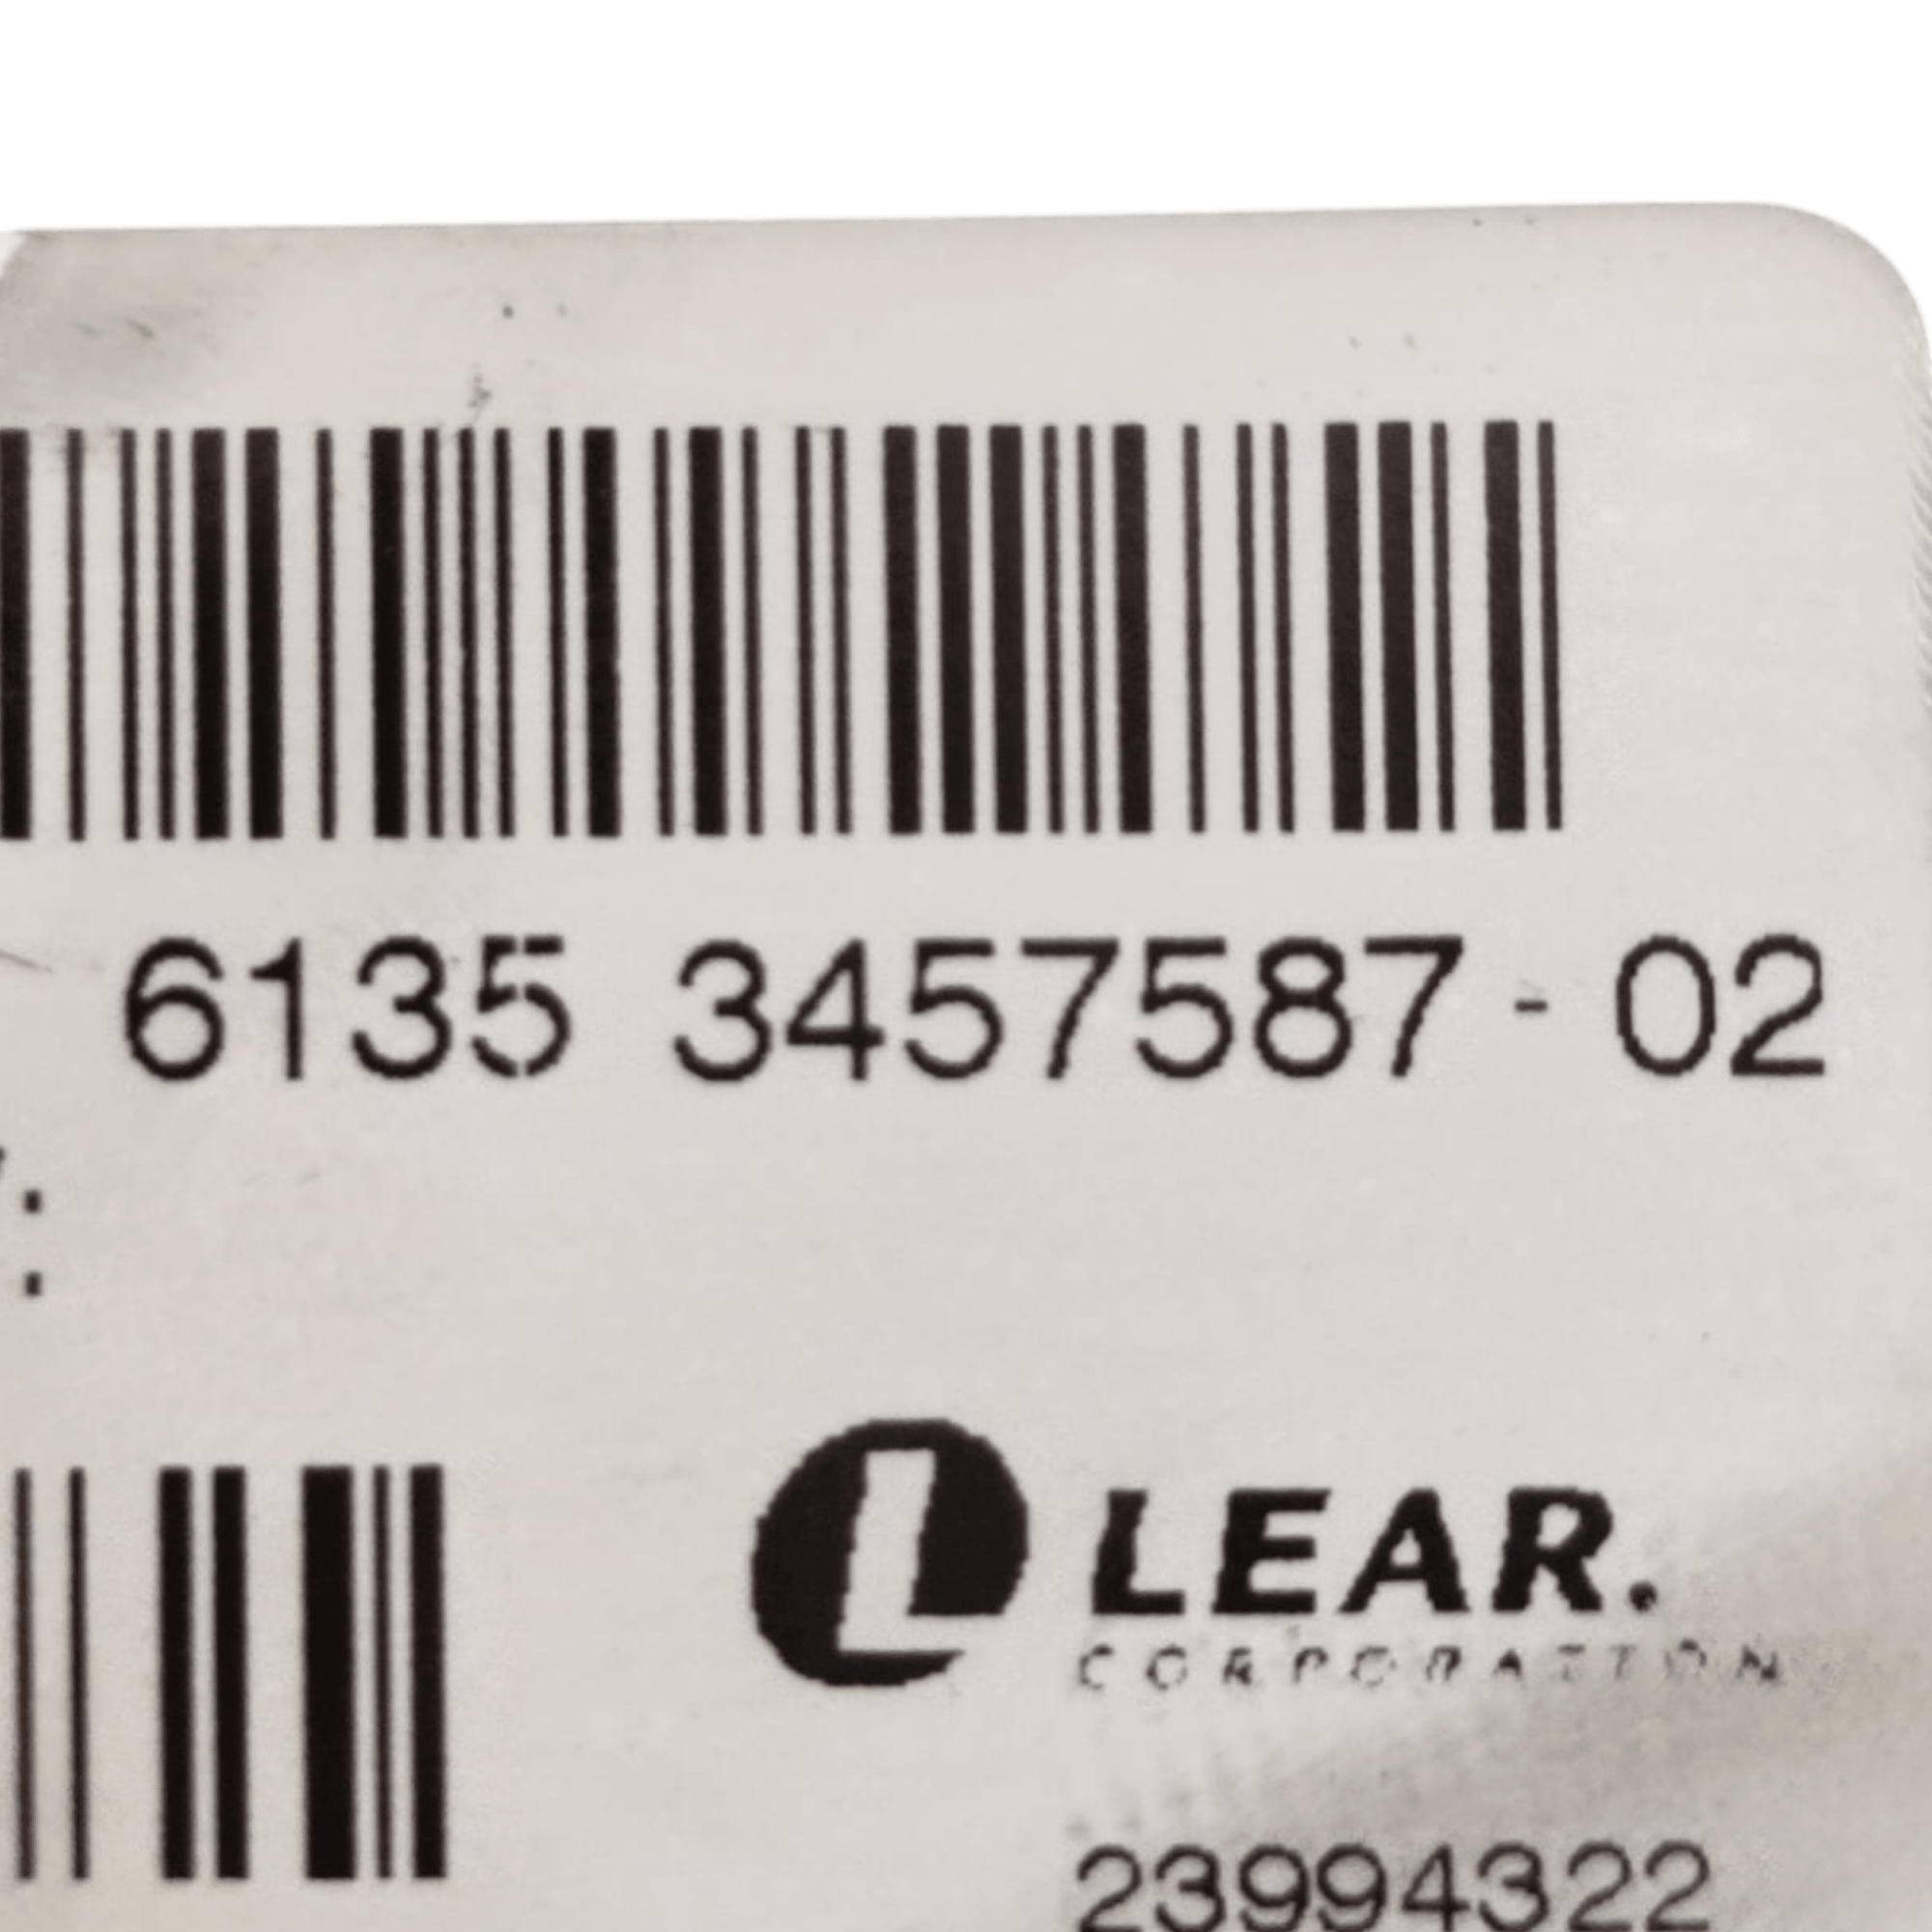 6135 3457587 - 02
:
L LEAR.
CORPORATION
23994322